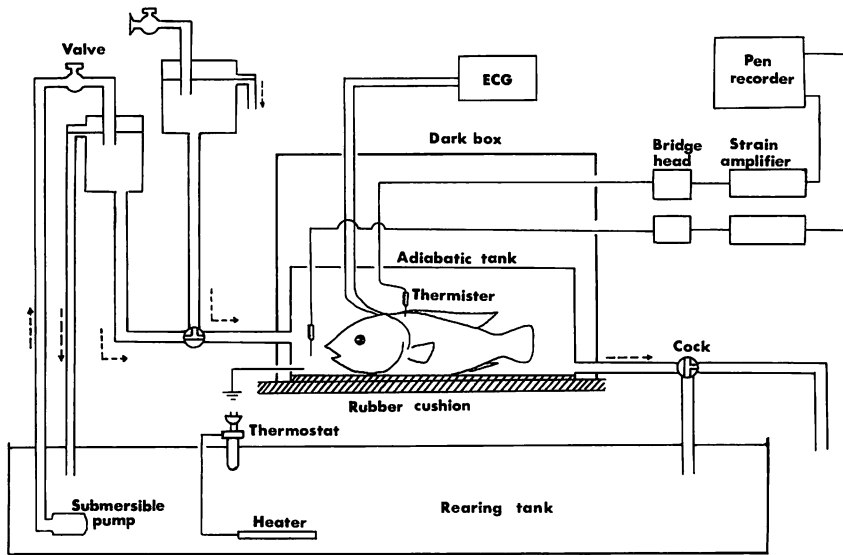 Valve
ECG
Pen
recorder
Dark box
Bridge
head
Strain
amplifier
Adiabatic tank
Thermister
Cock
Rubber cushion
Thermostat
Submersible
pump
Heater
Rearing tank